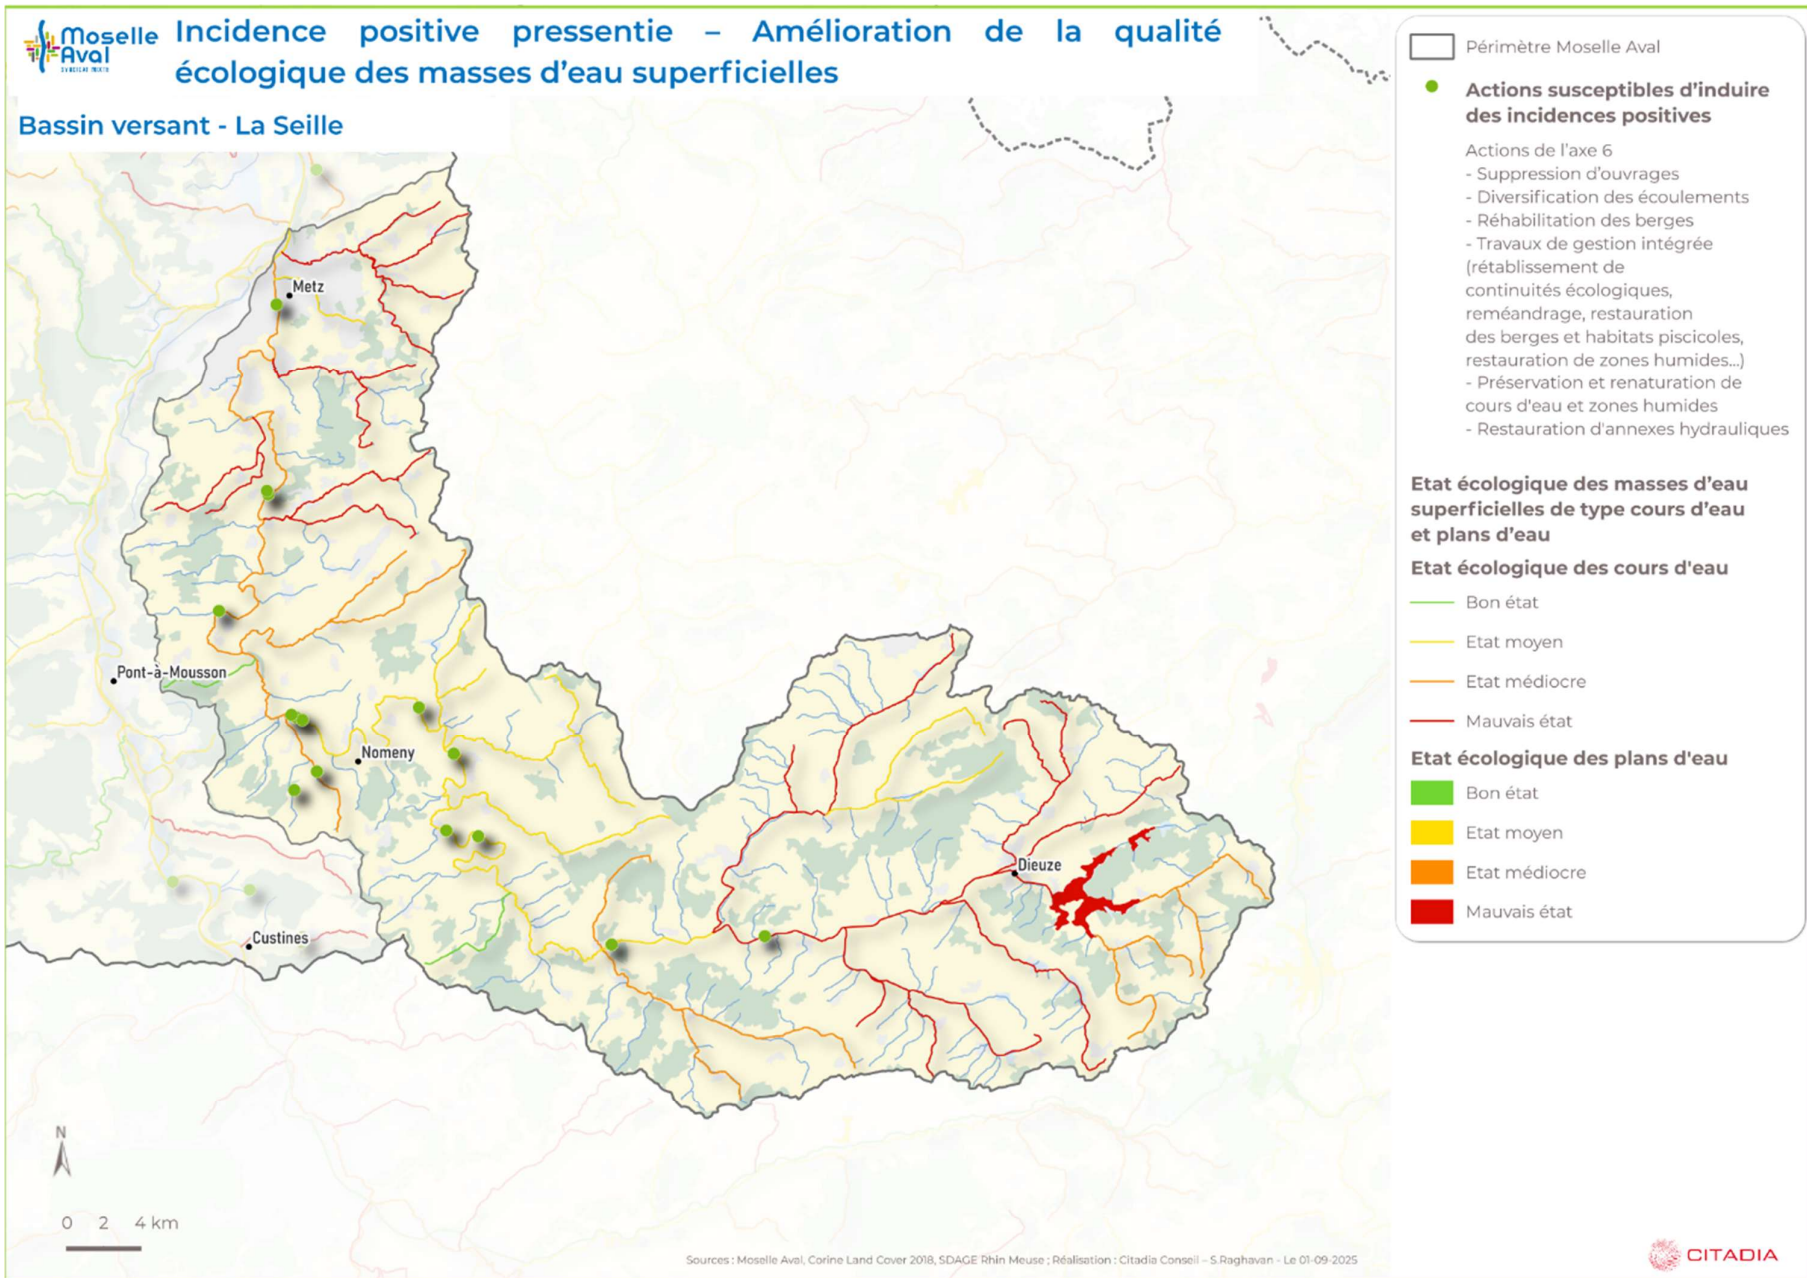 Moselle
Aval
SYNDICAT MIXTE
Incidence positive pressentie – Amélioration de la qualité
écologique des masses d'eau superficielles
Bassin versant - La Seille
Metz
Pont-à-Mousson
Nomeny
Dieuze
Custines
N
0 2 4 km
Sources : Moselle Aval, Corine Land Cover 2018, SDAGE Rhin Meuse ; Réalisation : Citadia Conseil – S.Raghavan - Le 01-09-2025
Périmètre Moselle Aval
Actions susceptibles d'induire
des incidences positives
Actions de l'axe 6
- Suppression d'ouvrages
- Diversification des écoulements
- Réhabilitation des berges
- Travaux de gestion intégrée
(rétablissement de
continuités écologiques,
reméandrage, restauration
des berges et habitats piscicoles,
restauration de zones humides...)
- Préservation et renaturation de
cours d'eau et zones humides
- Restauration d'annexes hydrauliques
Etat écologique des masses d'eau
superficielles de type cours d'eau
et plans d'eau
Etat écologique des cours d'eau
Bon état
Etat moyen
Etat médiocre
Mauvais état
Etat écologique des plans d'eau
Bon état
Etat moyen
Etat médiocre
Mauvais état
CITADIA